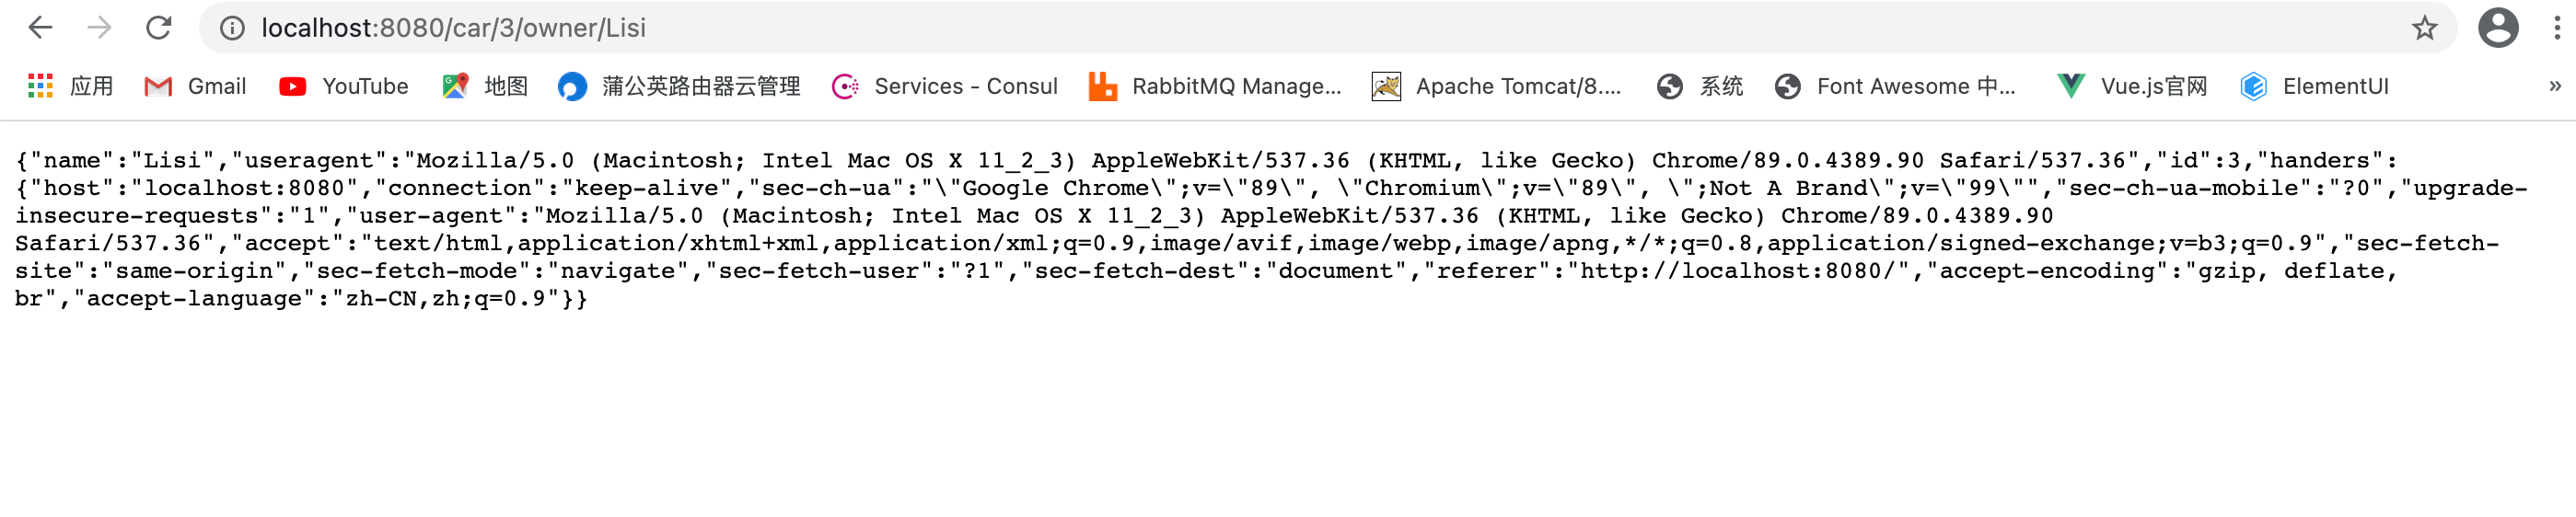 localhost:8080/car/3/owner/Lisi
应用 Gmail YouTube 地图 蒲公英路由器云管理 Services - Consul RabbitMQ Manage... Apache Tomcat/8.... 系统 Font Awesome 中... Vue.js官网 ElementUI »
{"name":"Lisi","useragent":"Mozilla/5.0 (Macintosh; Intel Mac OS X 11_2_3) AppleWebKit/537.36 (KHTML, like Gecko) Chrome/89.0.4389.90 Safari/537.36","id":3,"handers":
{"host":"localhost:8080","connection":"keep-alive","sec-ch-ua":"\"Google Chrome\";v=\"89\", \"Chromium\";v=\"89\", \";Not A Brand\";v=\"99\"","sec-ch-ua-mobile":"?0","upgrade-
insecure-requests":"1","user-agent":"Mozilla/5.0 (Macintosh; Intel Mac OS X 11_2_3) AppleWebKit/537.36 (KHTML, like Gecko) Chrome/89.0.4389.90
Safari/537.36","accept":"text/html,application/xhtml+xml,application/xml;q=0.9,image/avif,image/webp,image/apng,*/*;q=0.8,application/signed-exchange;v=b3;q=0.9","sec-fetch-
site":"same-origin","sec-fetch-mode":"navigate","sec-fetch-user":"?1","sec-fetch-dest":"document","referer":"http://localhost:8080/","accept-encoding":"gzip, deflate,
br","accept-language":"zh-CN,zh;q=0.9"}}